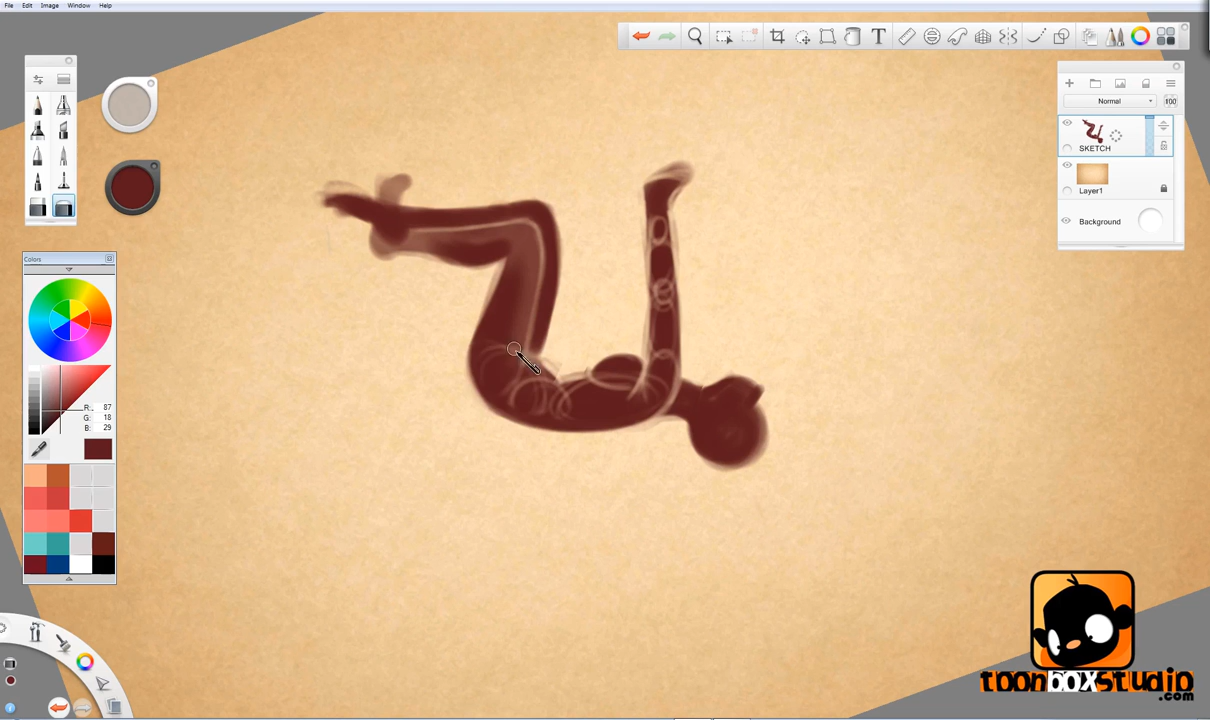 File Edit Image Window Help
T
Normal
100
SKETCH
Layer1
Background
Colors
R: 87
G: 18
B: 29
toonboxstudio
.com